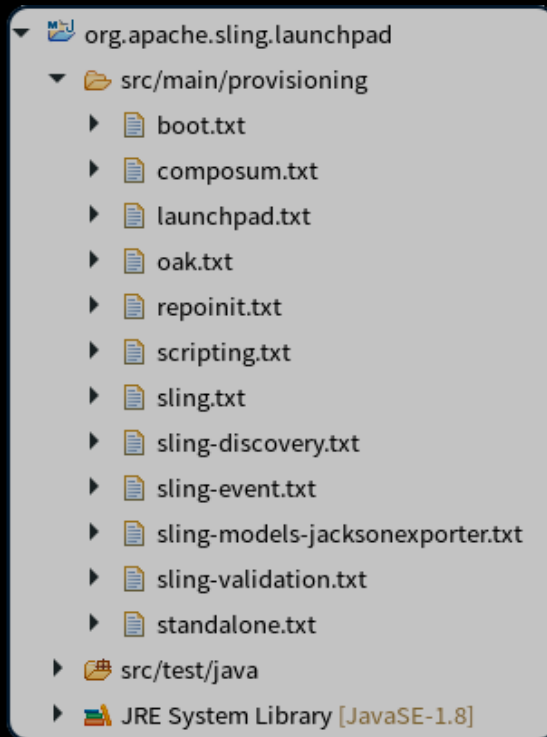 org.apache.sling.launchpad
src/main/provisioning
boot.txt
composum.txt
launchpad.txt
oak.txt
repoinit.txt
scripting.txt
sling.txt
sling-discovery.txt
sling-event.txt
sling-models-jacksonexporter.txt
sling-validation.txt
standalone.txt
src/test/java
JRE System Library [JavaSE-1.8]